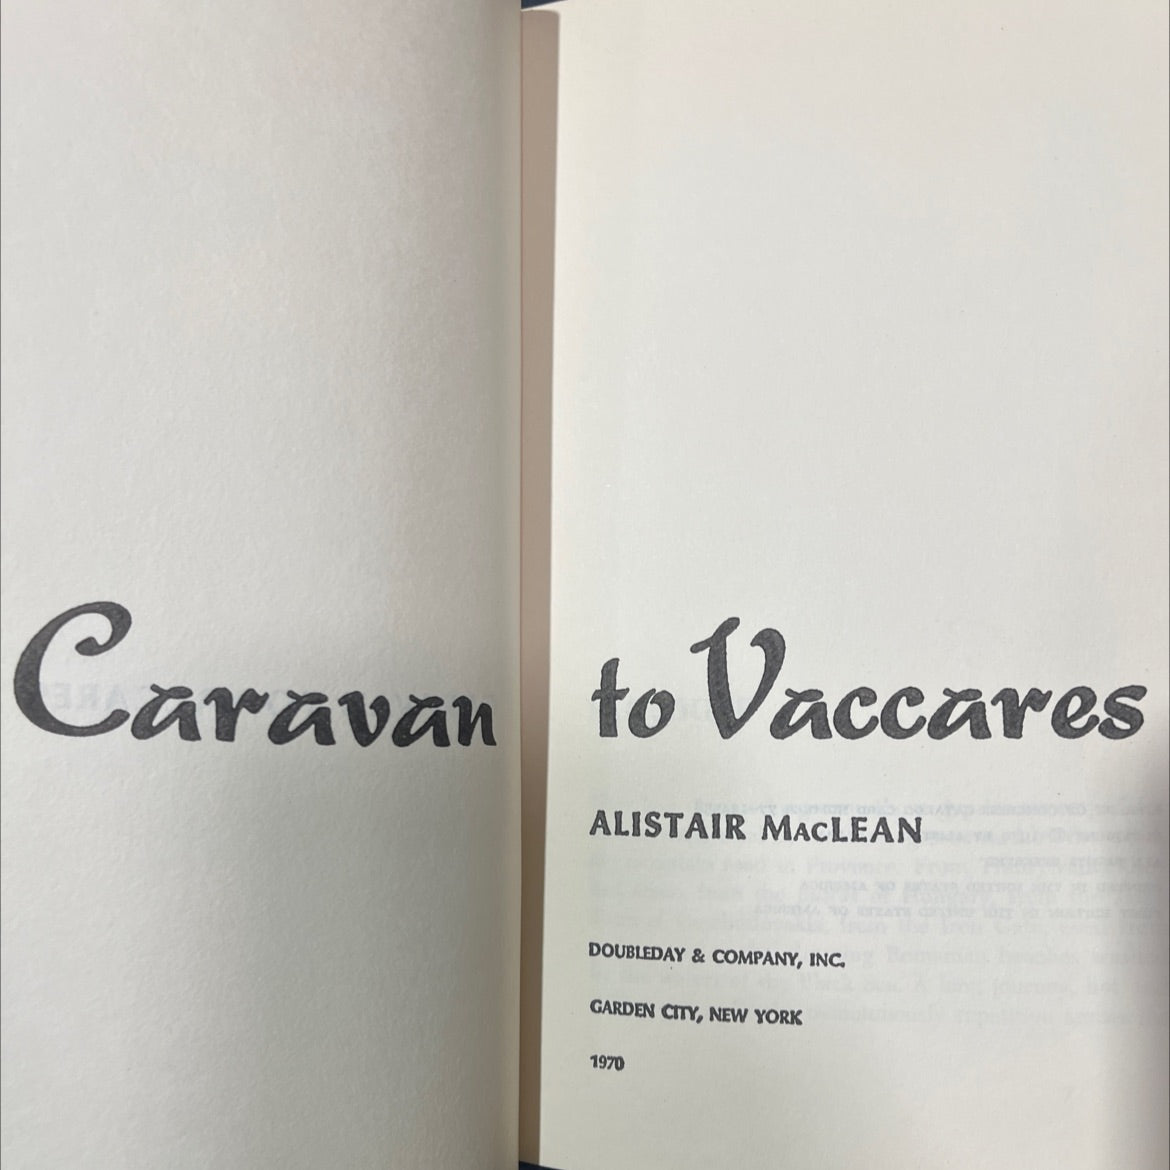 Caravan to Vaccares
ALISTAIR MACLEAN
DOUBLEDAY & COMPANY, INC.
GARDEN CITY, NEW YORK
1970